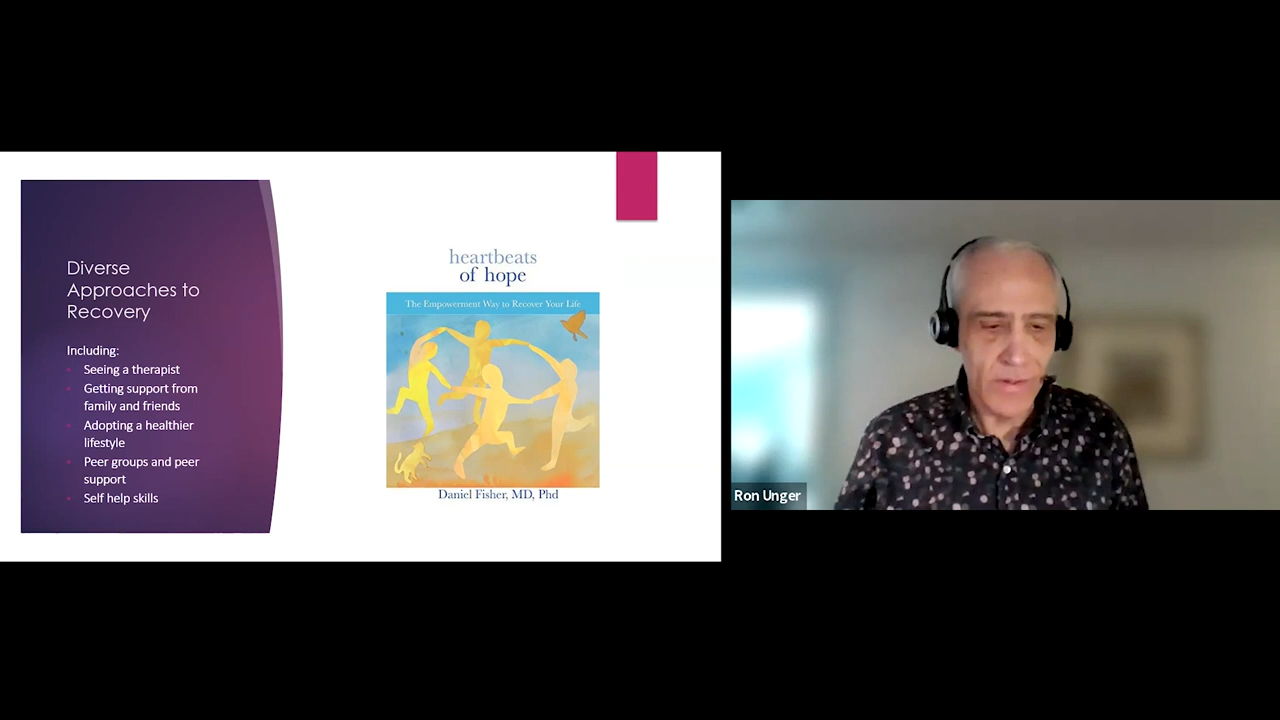 Diverse
Approaches to
Recovery
Including:
Seeing a therapist
Getting support from
family and friends
Adopting a healthier
lifestyle
Peer groups and peer
support
Self help skills
heartbeats
of hope
The Empowerment Way to Recover Your Life
Daniel Fisher, MD, Phd
Ron Unger